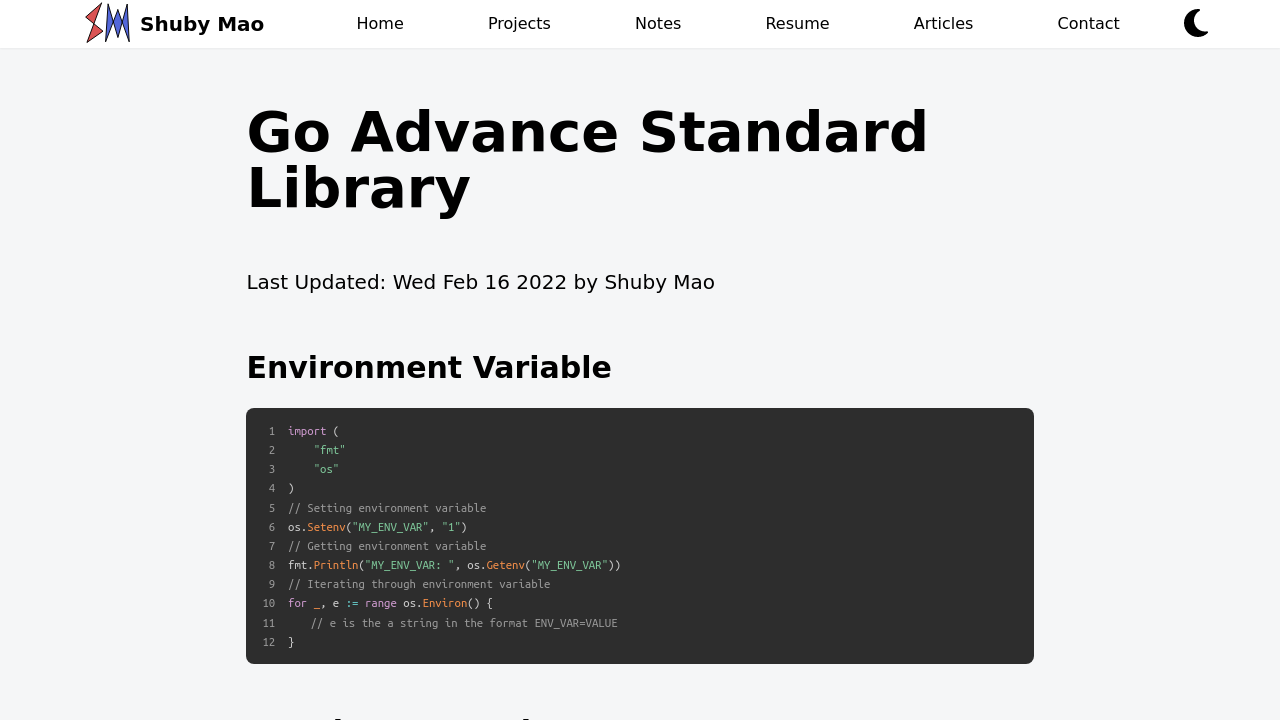 Shuby Mao
Home
Projects
Notes
Resume
Articles
Contact
Go Advance Standard
Library
Last Updated: Wed Feb 16 2022 by Shuby Mao
Environment Variable
1 import (
2     "fmt"
3     "os"
4 )
5 // Setting environment variable
6 os.Setenv("MY_ENV_VAR", "1")
7 // Getting environment variable
8 fmt.Println("MY_ENV_VAR: ", os.Getenv("MY_ENV_VAR"))
9 // Iterating through environment variable
10 for _, e := range os.Environ() {
11     // e is the a string in the format ENV_VAR=VALUE
12 }